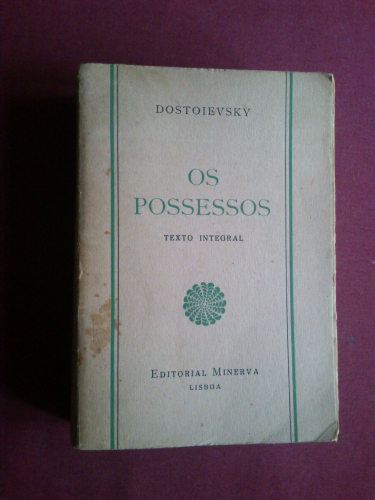 DOSTOIEVSKY
OS
POSSESSOS
TEXTO INTEGRAL
EDITORIAL MINERVA
LISBOA